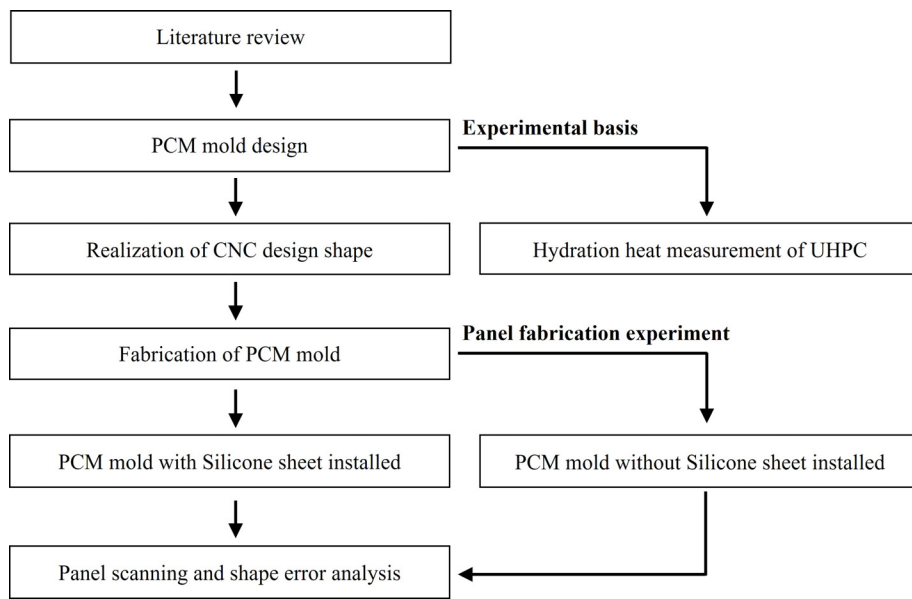 Literature review
PCM mold design
Experimental basis
Realization of CNC design shape
Hydration heat measurement of UHPC
Fabrication of PCM mold
Panel fabrication experiment
PCM mold with Silicone sheet installed
PCM mold without Silicone sheet installed
Panel scanning and shape error analysis